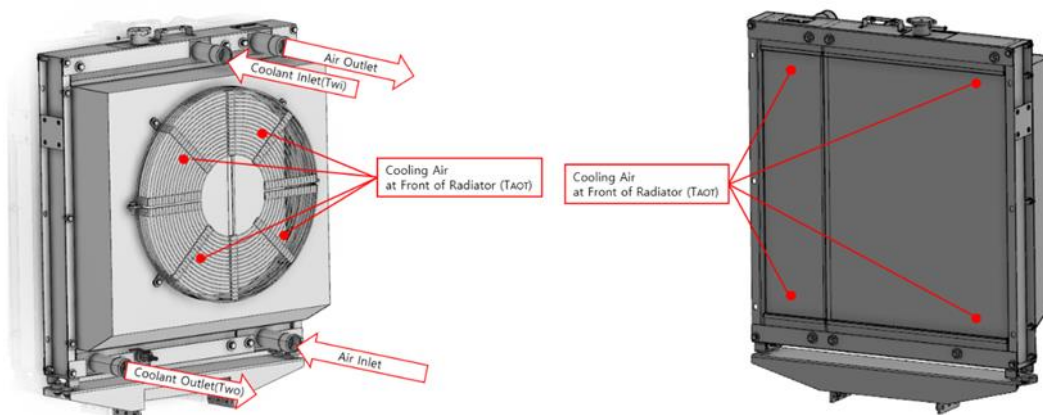 Air Outlet
Coolant Inlet(Twi)
Cooling Air
at Front of Radiator (TAOT)
Cooling Air
at Front of Radiator (TAOT)
Air Inlet
Coolant Outlet(Two)